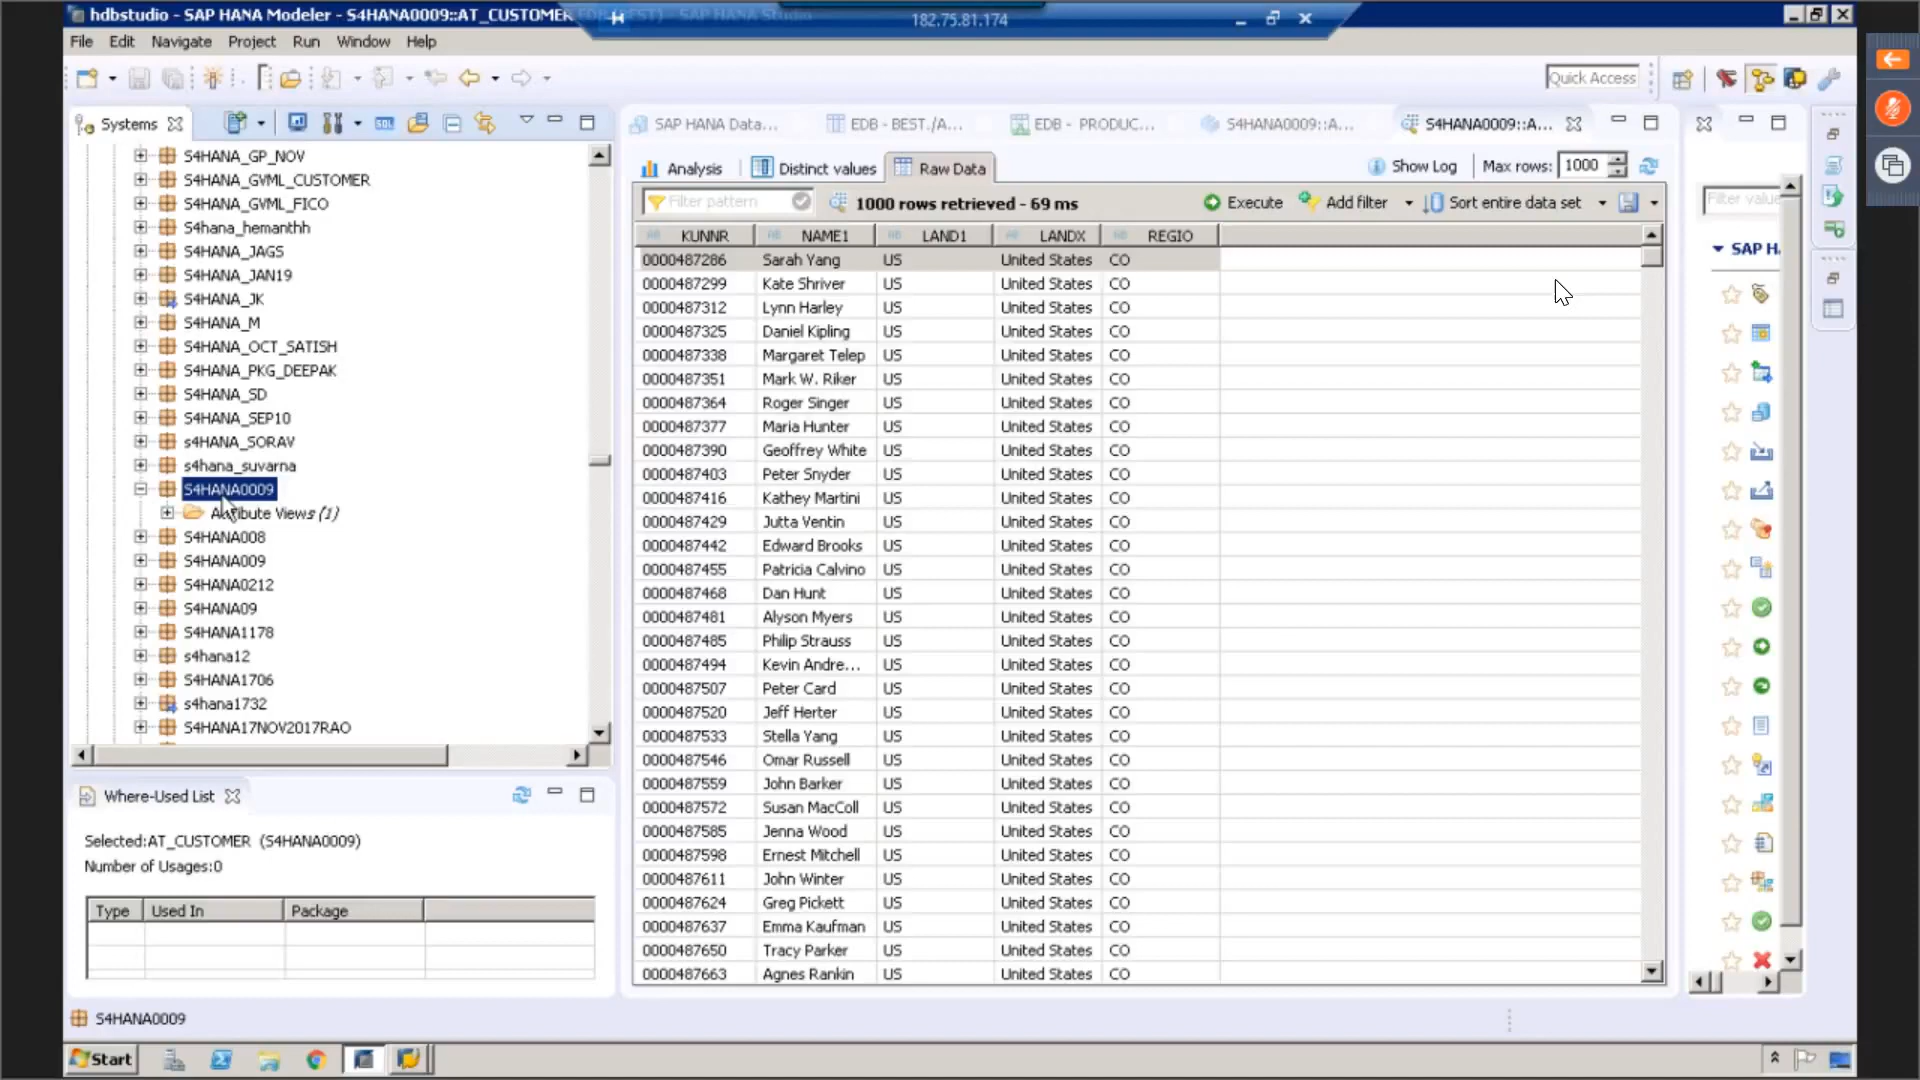 hdbstudio - SAP HANA Modeler - S4HANA0009::AT_CUSTOMER
182.75.81.174
File Edit Navigate Project Run Window Help
Quick Access
Systems
SAP HANA Data...
EDB - BEST./A...
EDB - PRODUC...
S4HANA0009::A...
S4HANA0009::A...
Analysis
Distinct values
Raw Data
Show Log
Max rows: 1000
Filter pattern
1000 rows retrieved - 69 ms
Execute
Add filter
Sort entire data set
KUNNR NAME1 LAND1 LANDX REGIO
0000487286 Sarah Yang US United States CO
0000487299 Kate Shriver US United States CO
0000487312 Lynn Harley US United States CO
0000487325 Daniel Kipling US United States CO
0000487338 Margaret Telep US United States CO
0000487351 Mark W. Riker US United States CO
0000487364 Roger Singer US United States CO
0000487377 Maria Hunter US United States CO
0000487390 Geoffrey White US United States CO
0000487403 Peter Snyder US United States CO
0000487416 Kathey Martini US United States CO
0000487429 Jutta Ventin US United States CO
0000487442 Edward Brooks US United States CO
0000487455 Patricia Calvino US United States CO
0000487468 Dan Hunt US United States CO
0000487481 Alyson Myers US United States CO
0000487485 Philip Strauss US United States CO
0000487494 Kevin Andre... US United States CO
0000487507 Peter Card US United States CO
0000487520 Jeff Herter US United States CO
0000487533 Stella Yang US United States CO
0000487546 Omar Russell US United States CO
0000487559 John Barker US United States CO
0000487572 Susan MacColl US United States CO
0000487585 Jenna Wood US United States CO
0000487598 Ernest Mitchell US United States CO
0000487611 John Winter US United States CO
0000487624 Greg Pickett US United States CO
0000487637 Emma Kaufman US United States CO
0000487650 Tracy Parker US United States CO
0000487663 Agnes Rankin US United States CO
S4HANA_GP_NOV
S4HANA_GVML_CUSTOMER
S4HANA_GVML_FICO
S4hana_hemanthh
S4HANA_JAGS
S4HANA_JAN19
S4HANA_JK
S4HANA_M
S4HANA_OCT_SATISH
S4HANA_PKG_DEEPAK
S4HANA_SD
S4HANA_SEP10
s4HANA_SORAV
s4hana_suvarna
S4HANA0009
Attribute Views (1)
S4HANA008
S4HANA009
S4HANA0212
S4HANA09
S4HANA1178
s4hana12
S4HANA1706
s4hana1732
S4HANA17NOV2017RAO
Where-Used List
Selected:AT_CUSTOMER (S4HANA0009)
Number of Usages:0
Type Used In Package
Filter value
SAP H
S4HANA0009
Start